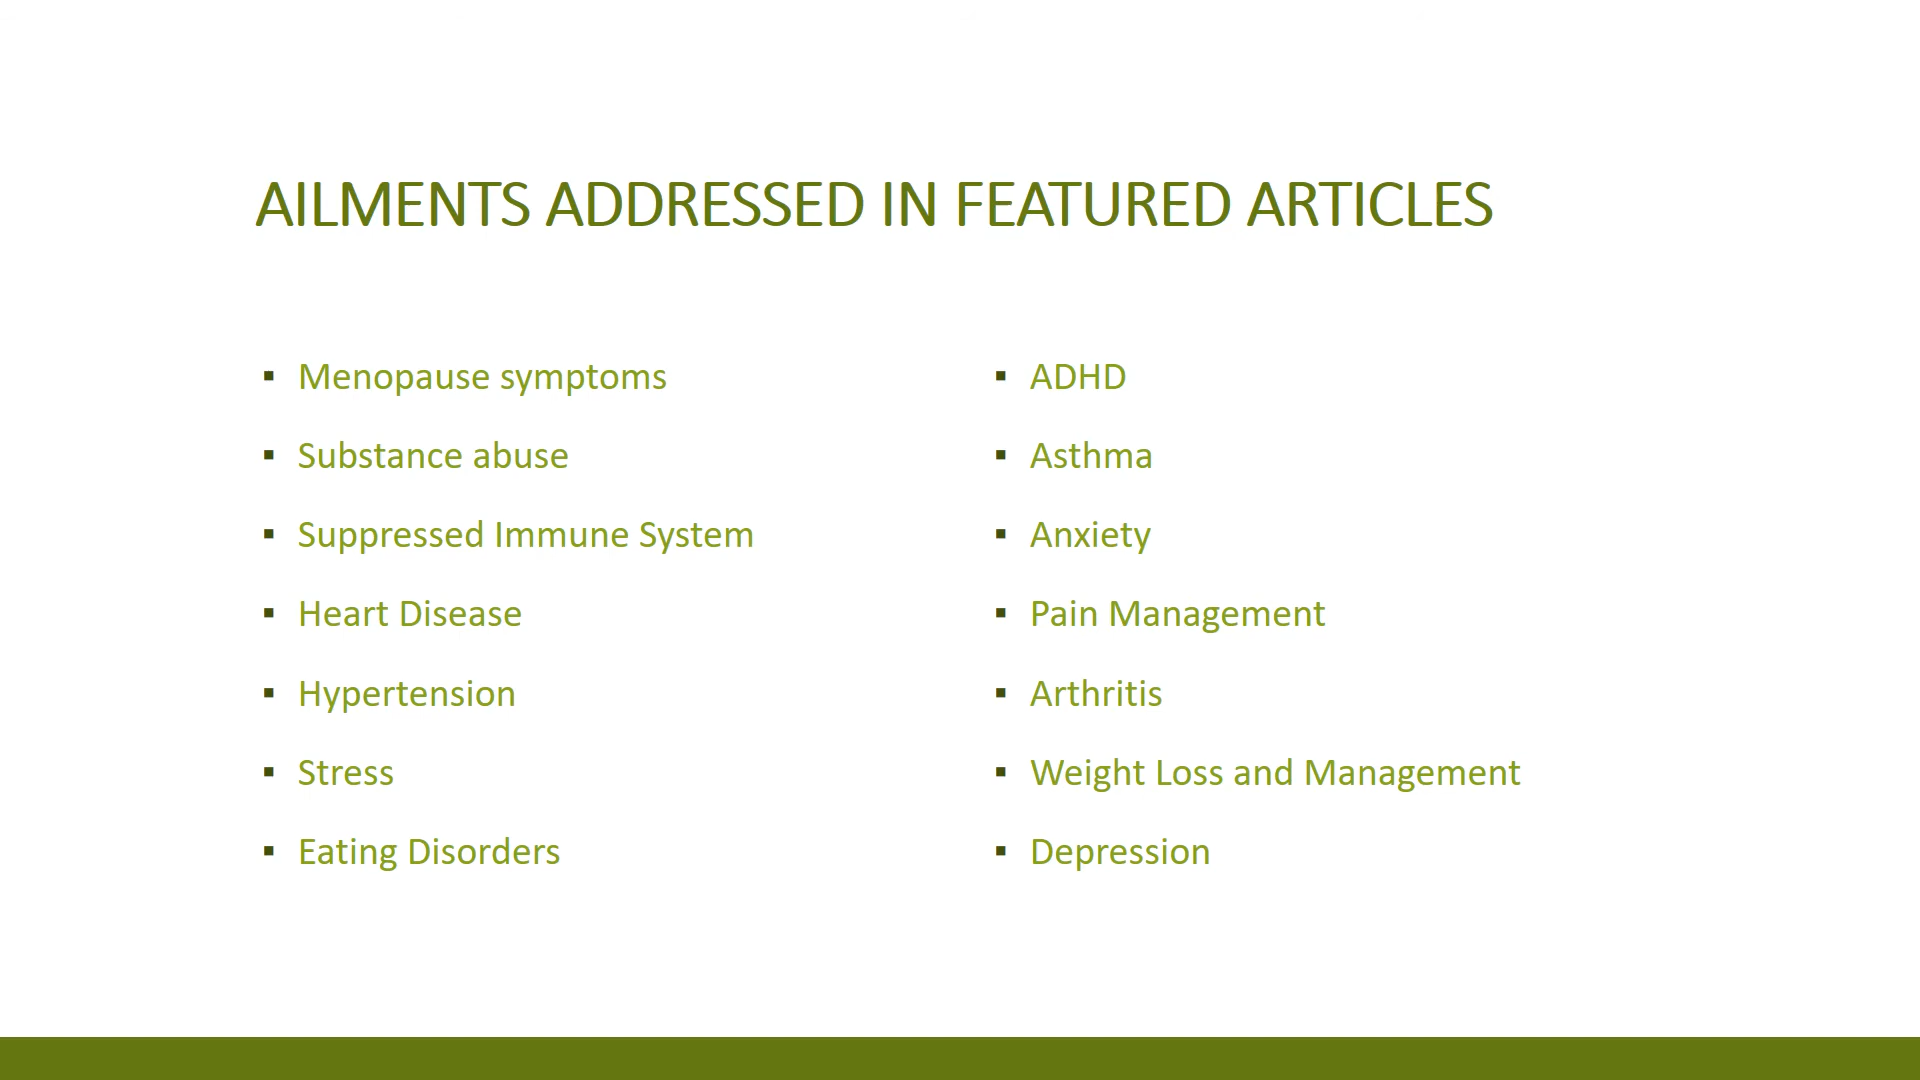 AILMENTS ADDRESSED IN FEATURED ARTICLES
▪ Menopause symptoms
▪ Substance abuse
▪ Suppressed Immune System
▪ Heart Disease
▪ Hypertension
▪ Stress
▪ Eating Disorders
▪ ADHD
▪ Asthma
▪ Anxiety
▪ Pain Management
▪ Arthritis
▪ Weight Loss and Management
▪ Depression